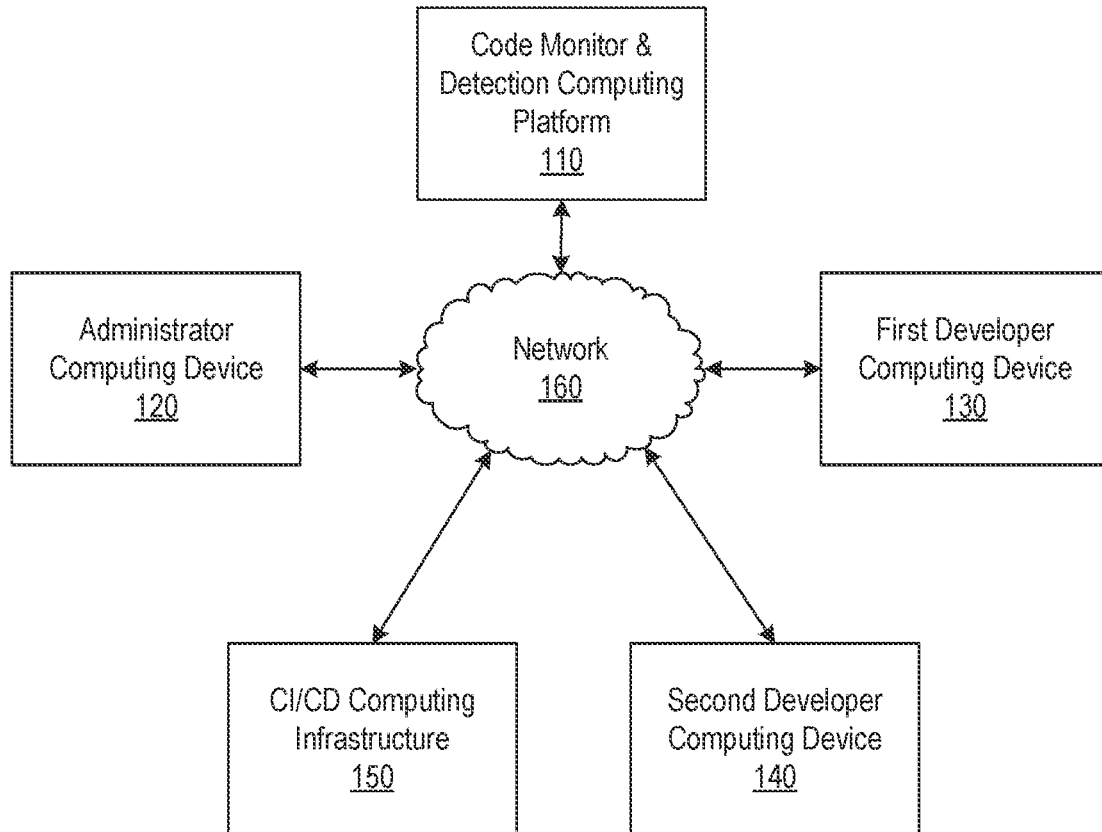 Code Monitor &
Detection Computing
Platform
110
Administrator
Computing Device
120
Network
160
First Developer
Computing Device
130
CI/CD Computing
Infrastructure
150
Second Developer
Computing Device
140